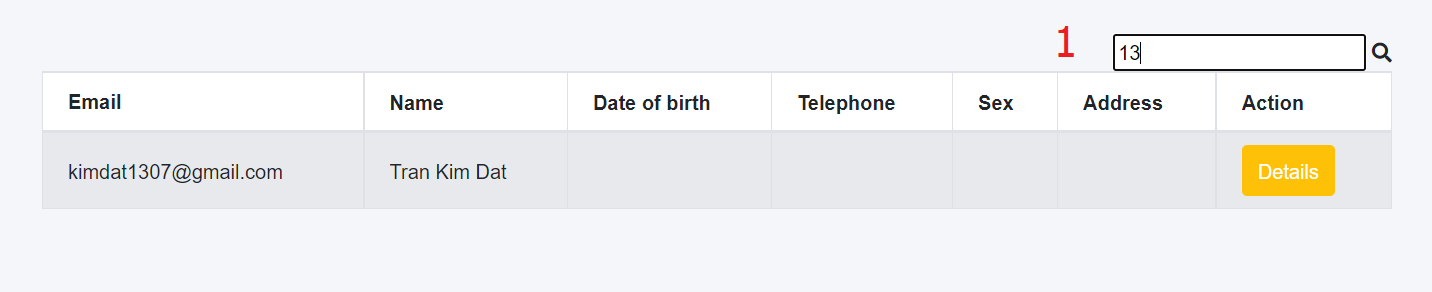 1 13
Email Name Date of birth Telephone Sex Address Action
kimdat1307@gmail.com Tran Kim Dat Details